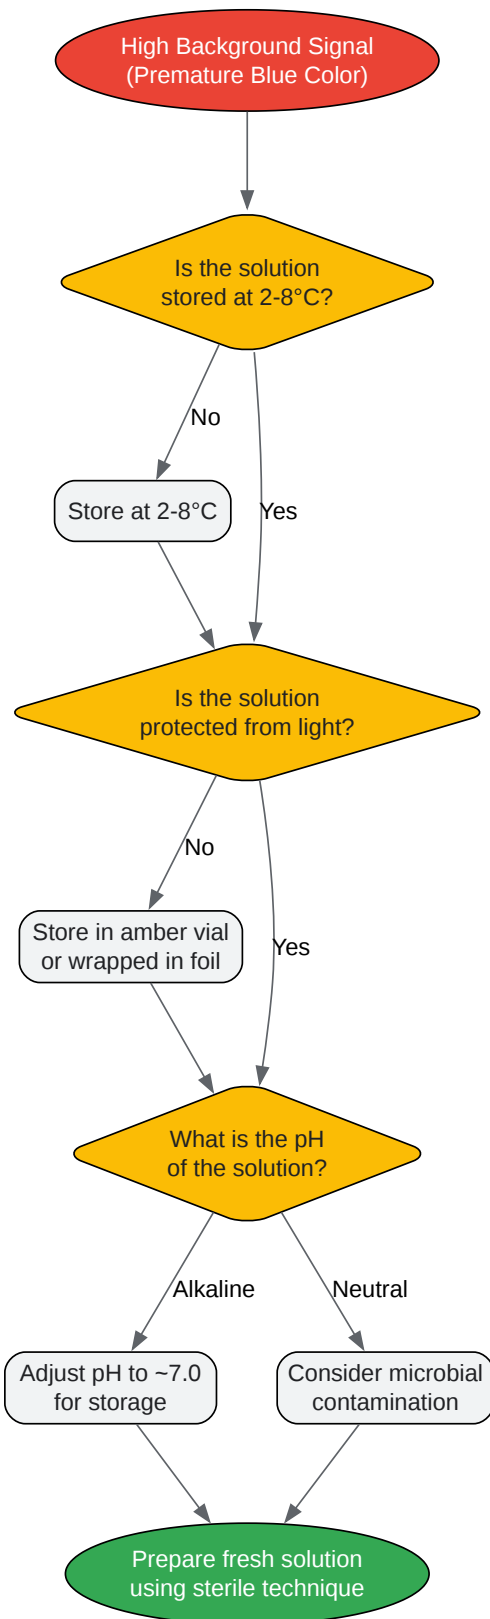 High Background Signal
(Premature Blue Color)
Is the solution
stored at 2-8°C?
No
Store at 2-8°C
Yes
Is the solution
protected from light?
No
Store in amber vial
or wrapped in foil
Yes
What is the pH
of the solution?
Alkaline
Neutral
Adjust pH to ~7.0
for storage
Consider microbial
contamination
Prepare fresh solution
using sterile technique